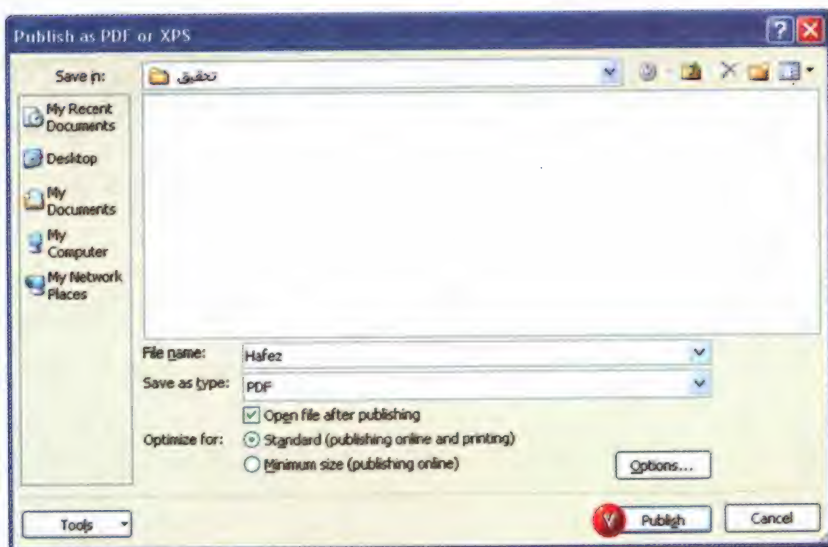 Publish as PDF or XPS
Save in:
تحقیق
My Recent
Documents
Desktop
My
Documents
My
Computer
My Network
Places
File name:
Hafez
Save as type:
PDF
Open file after publishing
Optimize for:
Standard (publishing online and printing)
Minimum size (publishing online)
Options...
Tools
۷
Publish
Cancel